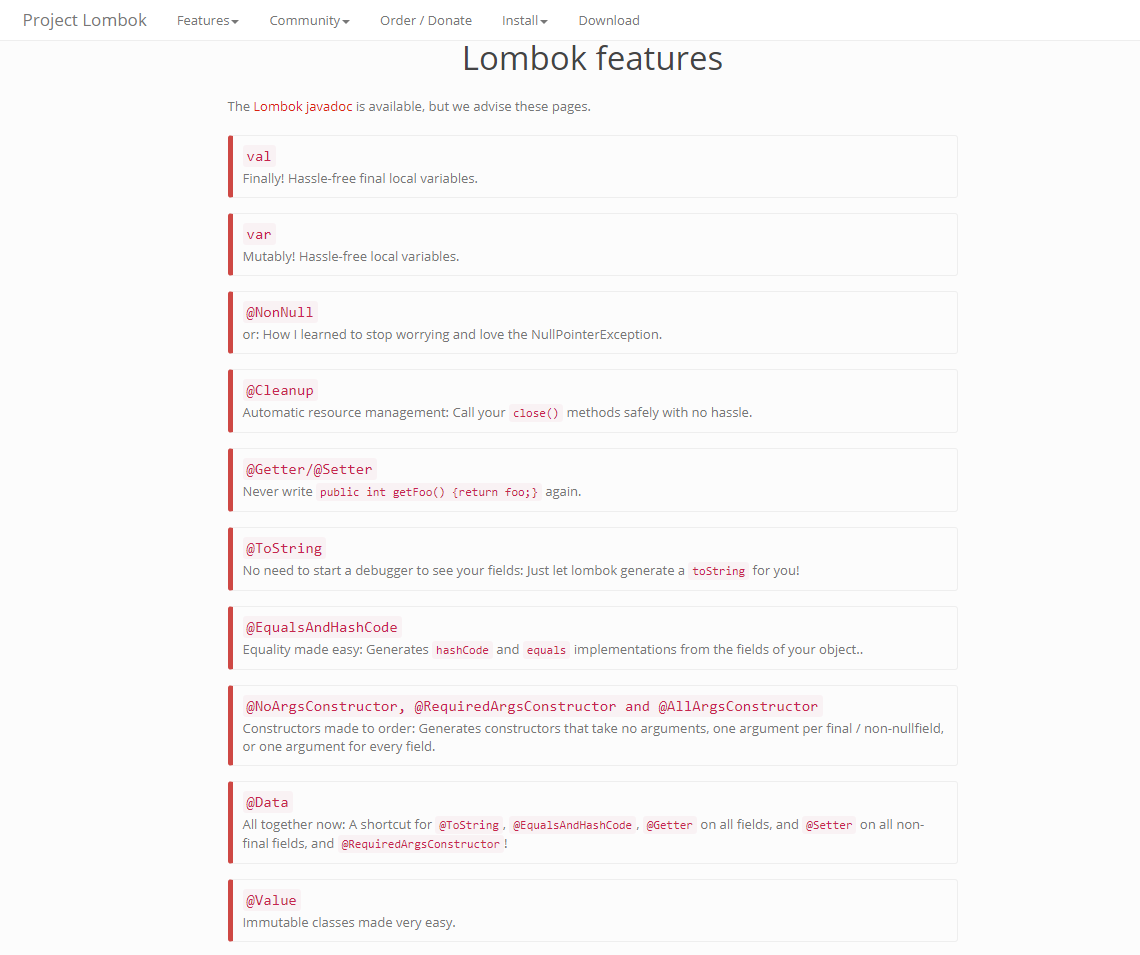 Project Lombok Features Community Order / Donate Install Download
Lombok features
The Lombok javadoc is available, but we advise these pages.
val
Finally! Hassle-free final local variables.
var
Mutably! Hassle-free local variables.
@NonNull
or: How I learned to stop worrying and love the NullPointerException.
@Cleanup
Automatic resource management: Call your close() methods safely with no hassle.
@Getter/@Setter
Never write public int getFoo() {return foo;} again.
@ToString
No need to start a debugger to see your fields: Just let lombok generate a toString for you!
@EqualsAndHashCode
Equality made easy: Generates hashCode and equals implementations from the fields of your object..
@NoArgsConstructor, @RequiredArgsConstructor and @AllArgsConstructor
Constructors made to order: Generates constructors that take no arguments, one argument per final / non-nullfield,
or one argument for every field.
@Data
All together now: A shortcut for @ToString, @EqualsAndHashCode, @Getter on all fields, and @Setter on all non-
final fields, and @RequiredArgsConstructor!
@Value
Immutable classes made very easy.